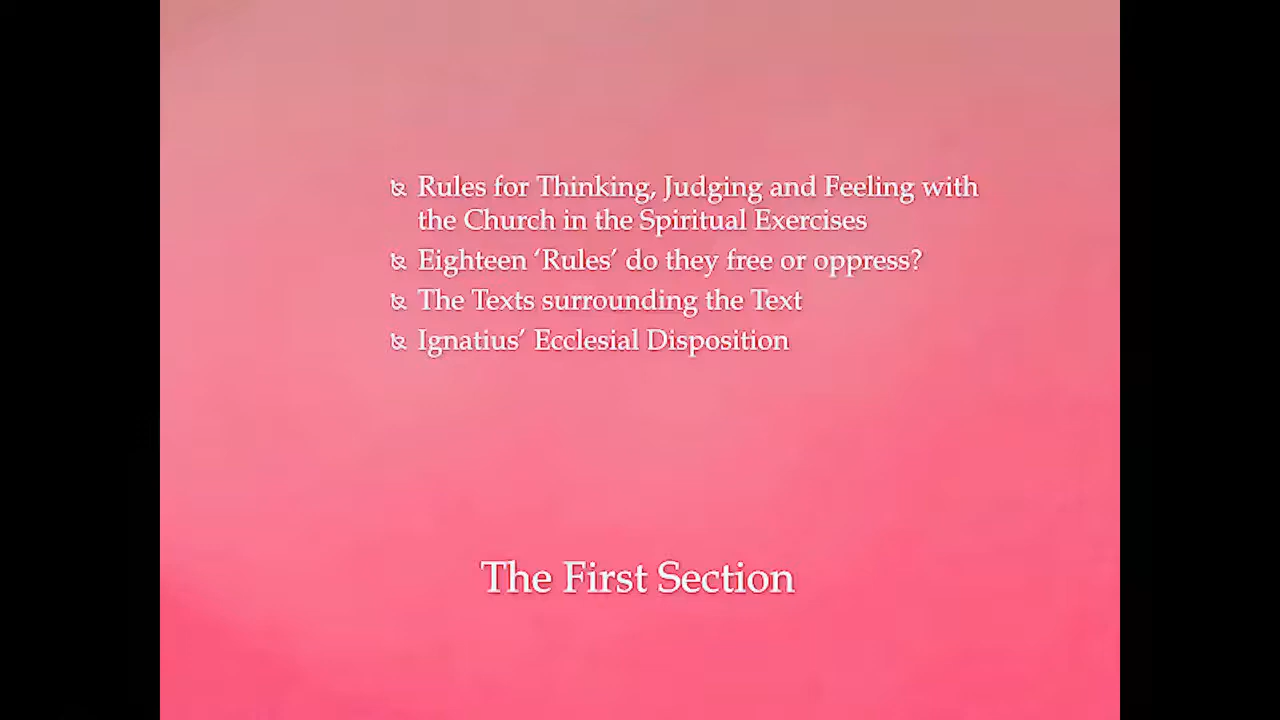 Rules for Thinking, Judging and Feeling with
the Church in the Spiritual Exercises
Eighteen ‘Rules’ do they free or oppress?
The Texts surrounding the Text
Ignatius’ Ecclesial Disposition
The First Section